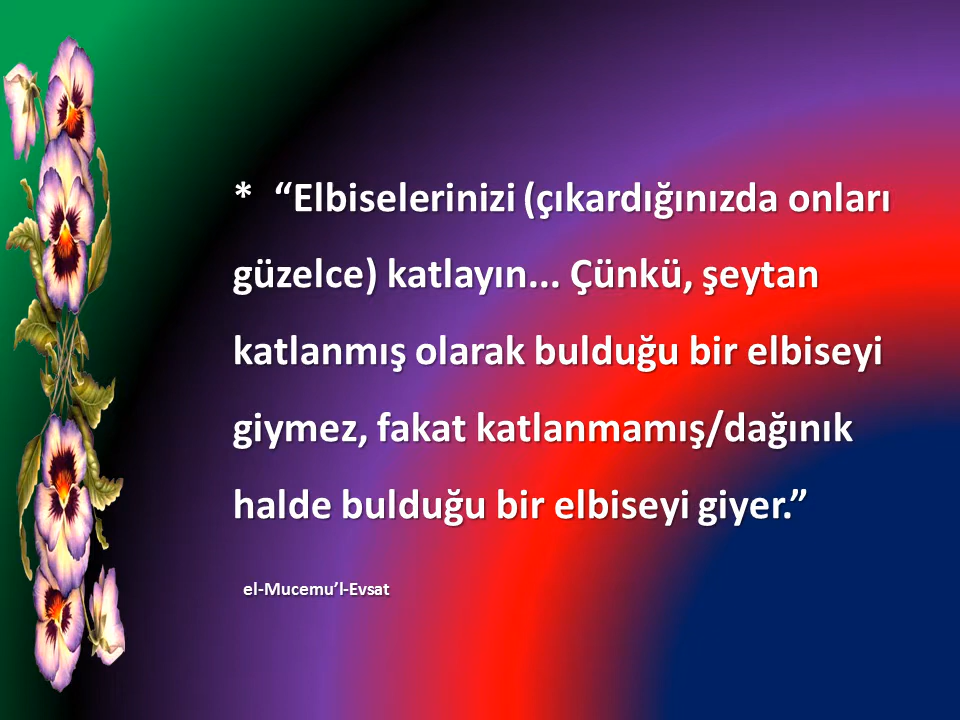 * “Elbiselerinizi (çıkardığınızda onları
güzelce) katlayın... Çünkü, şeytan
katlanmış olarak bulduğu bir elbiseyi
giymez, fakat katlanmamış/dağınık
halde bulduğu bir elbiseyi giyer.”
el-Mucemu’l-Evsat